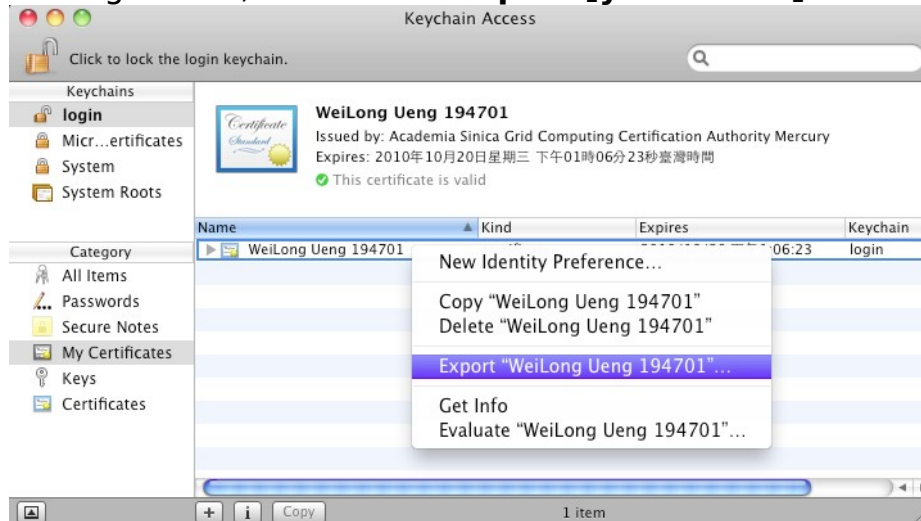 Keychain Access
Click to lock the login keychain.
Keychains
login
Micr...ertificates
System
System Roots
Category
All Items
Passwords
Secure Notes
My Certificates
Keys
Certificates
Certificate
Standard
WeiLong Ueng 194701
Issued by: Academia Sinica Grid Computing Certification Authority Mercury
Expires: 2010年10月20日星期三 下午01時06分23秒臺灣時間
This certificate is valid
Name Kind Expires Keychain
WeiLong Ueng 194701 06:23 login
New Identity Preference...
Copy “WeiLong Ueng 194701”
Delete “WeiLong Ueng 194701”
Export “WeiLong Ueng 194701”...
Get Info
Evaluate “WeiLong Ueng 194701”...
+ i Copy 1 item